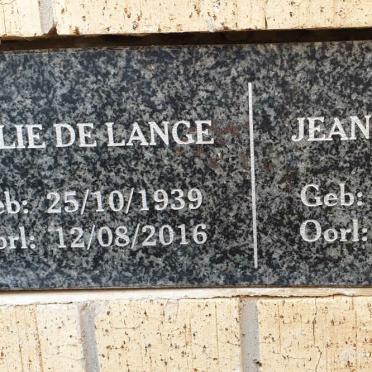 LIE DE LANGE
eb: 25/10/1939
orl: 12/08/2016
JEAN
Geb:
Oorl: